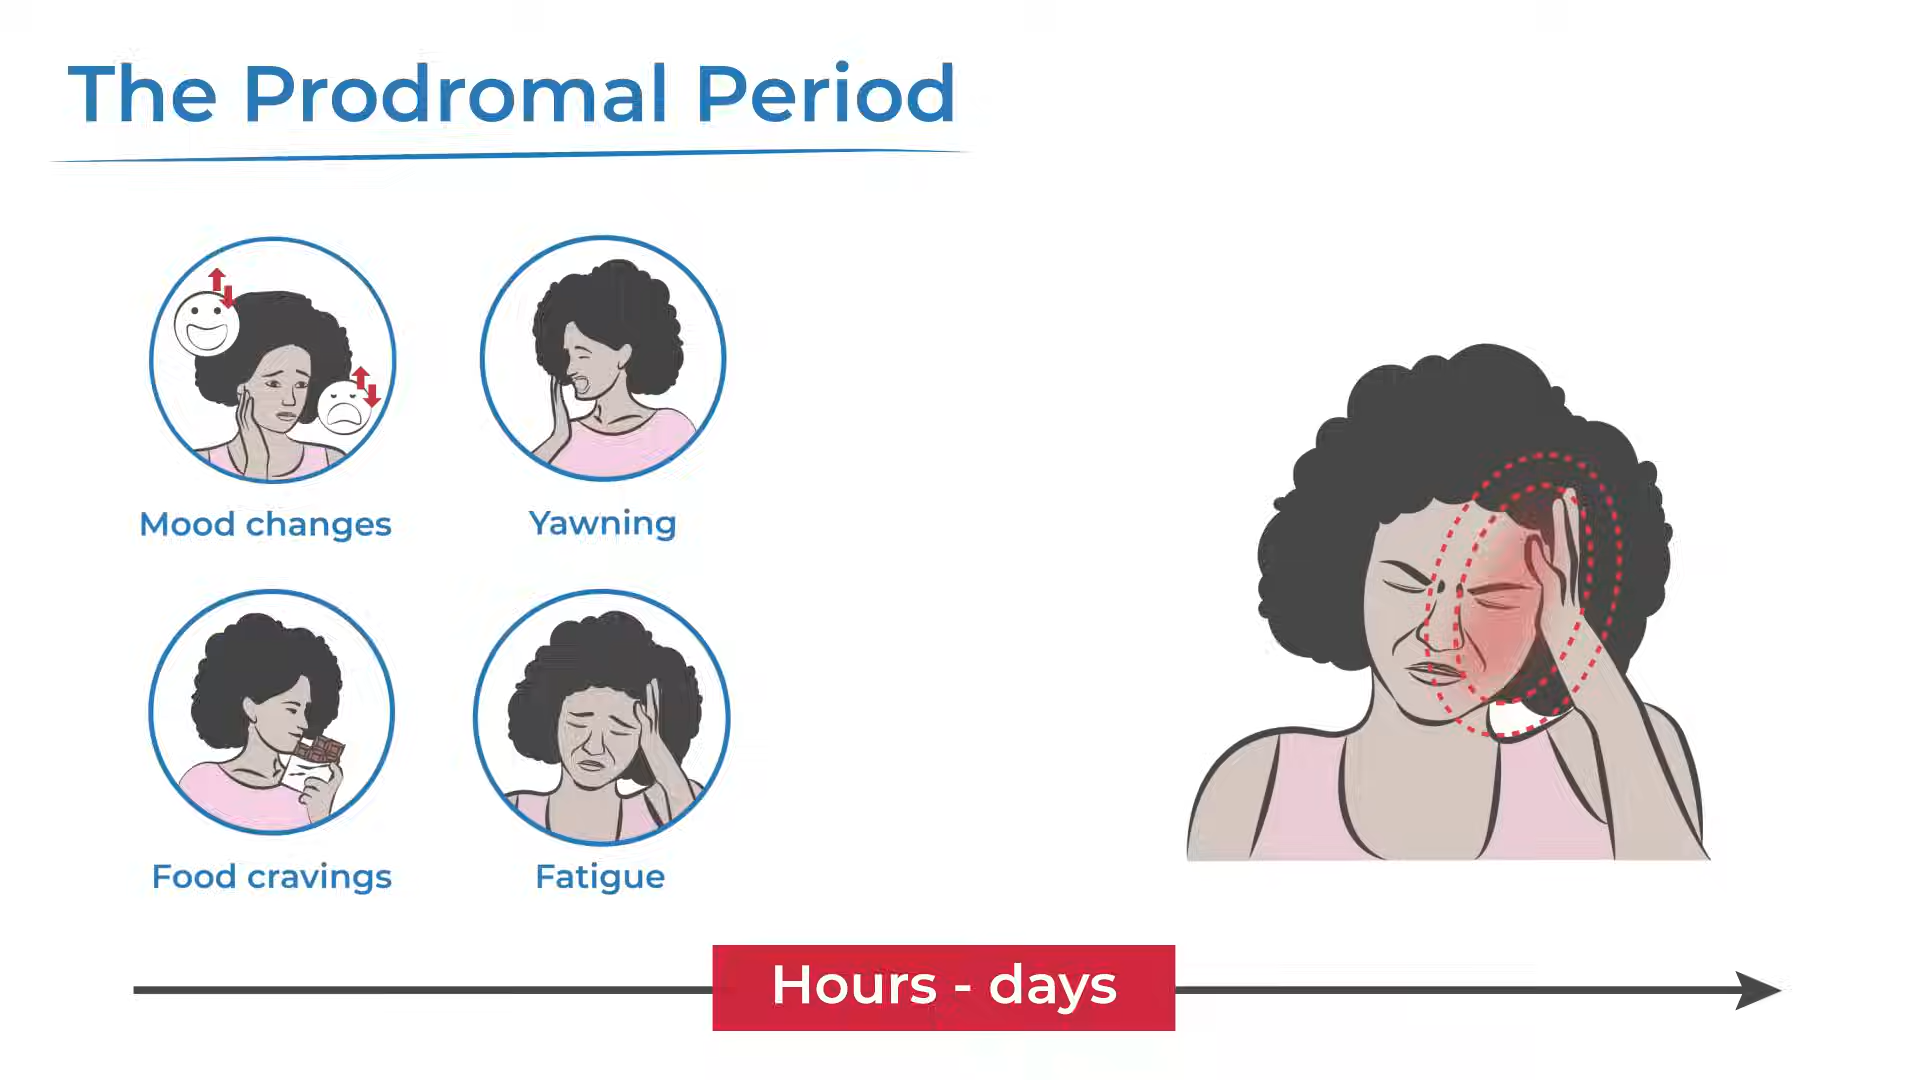 The Prodromal Period
Mood changes
Yawning
Food cravings
Fatigue
Hours - days